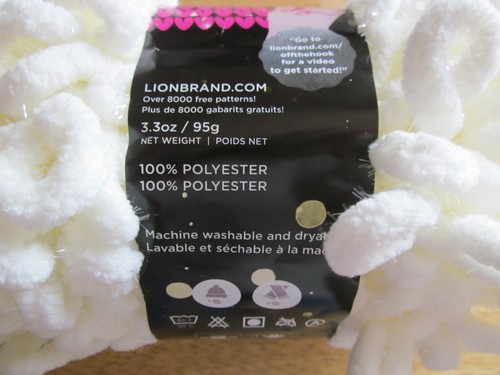 "Go to
lionbrand.com/
offthehook
for a video
to get started!"
LIONBRAND.COM
Over 8000 free patterns!
Plus de 8000 gabarits gratuits!
3.3oz / 95g
NET WEIGHT | POIDS NET
100% POLYESTER
100% POLYESTER
Machine washable and
Lavable et séchable à la